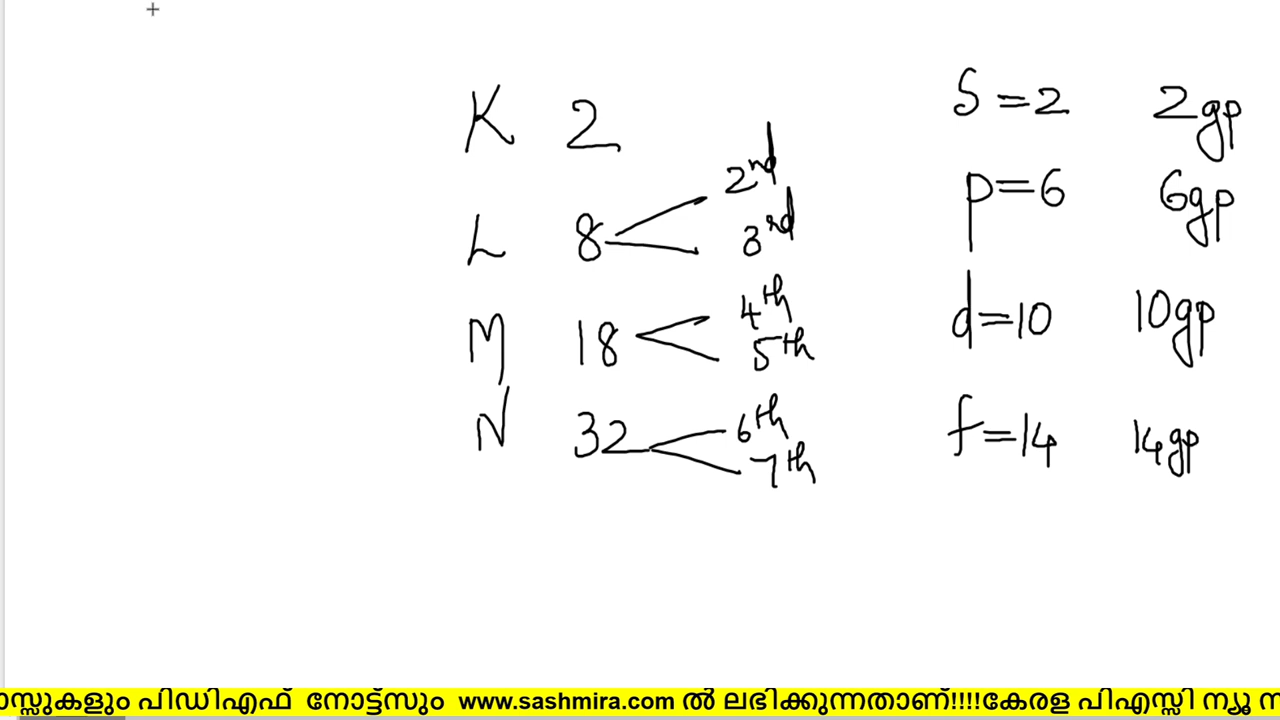 K 2
L 8 2nd
3rd
M 18 4th
5th
N 32 6th
7th
S = 2 2gp
p = 6 6gp
d = 10 10gp
f = 14 14gp
സ്സുകളും പിഡിഎഫ് നോട്ട്സും www.sashmira.com ൽ ലഭിക്കുന്നതാണ്!!!!കേരള പിഎസ്സി ന്യൂ